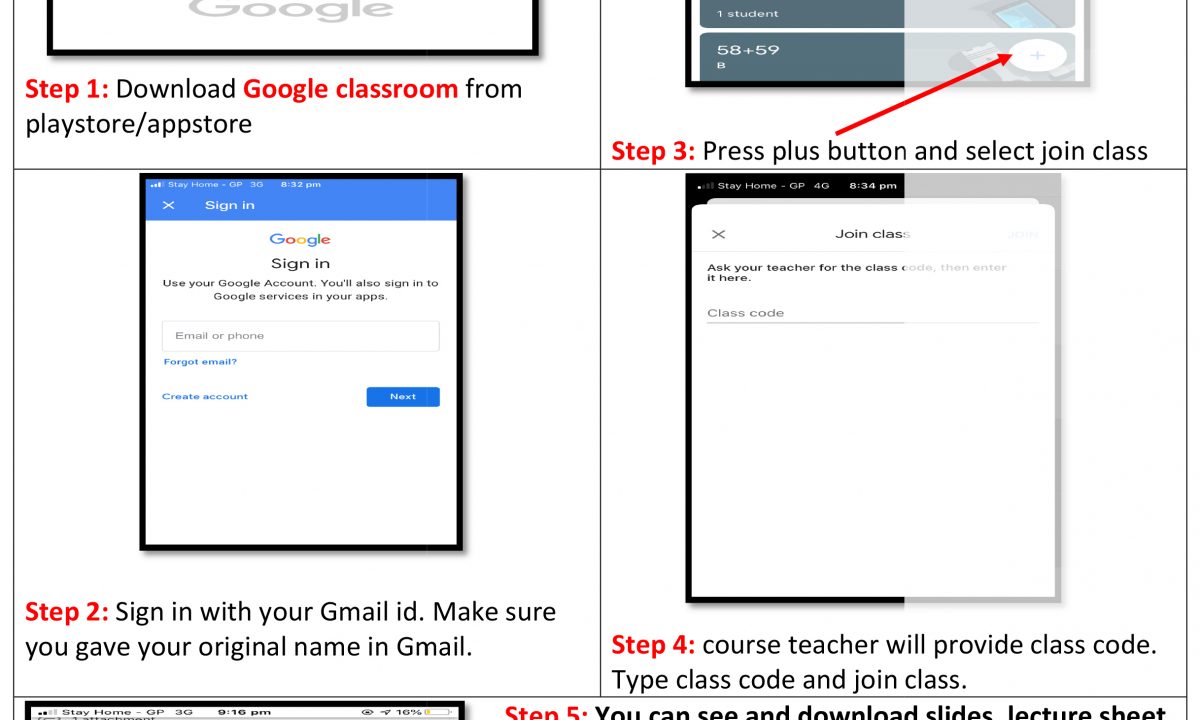 Google
Step 1: Download Google classroom from
playstore/appstore
1 student
58+59
B
Step 3: Press plus button and select join class
Stay Home - GP 3G 8:32 pm
Sign in
Google
Sign in
Use your Google Account. You'll also sign in to
Google services in your apps.
Email or phone
Forgot email?
Create account
Next
Step 2: Sign in with your Gmail id. Make sure
you gave your original name in Gmail.
Stay Home - GP 4G 8:34 pm
Join class
JOIN
Ask your teacher for the class code, then enter
it here.
Class code
Step 4: course teacher will provide class code.
Type class code and join class.
Stay Home - GP 3G 9:16 pm 16%
1 attachment
Step 5: You can see and download slides, lecture sheet